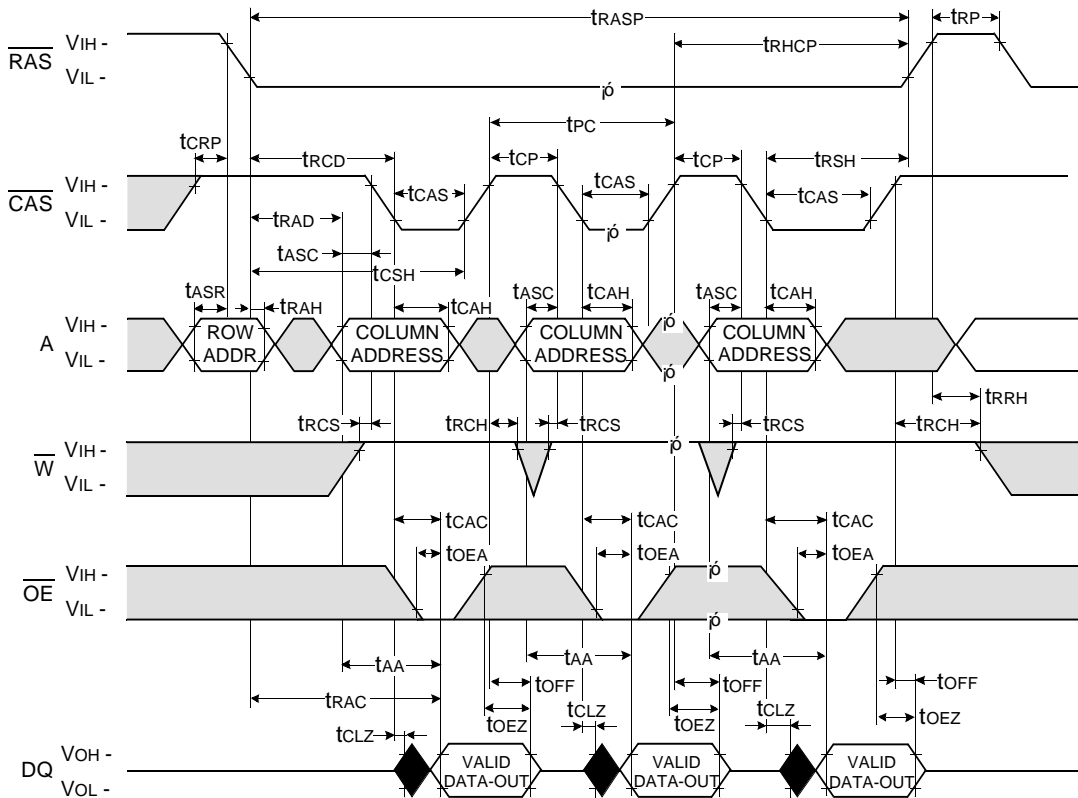 tRASP
tRP
RAS
VIH -
VIL -
tRHCP
¡ó
tPC
tCRP
tRCD
tCP
tCP
tRSH
CAS
VIH -
VIL -
tCAS
tCAS
tCAS
tRAD
¡ó
tASC
tCSH
tASR
tRAH
tCAH
tASC
tCAH
tASC
tCAH
A
VIH -
VIL -
ROW
ADDR
COLUMN
ADDRESS
COLUMN
ADDRESS
¡ó
¡ó
COLUMN
ADDRESS
tRRH
tRCS
tRCH
tRCS
tRCS
tRCH
W
VIH -
VIL -
¡ó
tCAC
tCAC
tCAC
tOEA
tOEA
tOEA
OE
VIH -
VIL -
¡ó
¡ó
tAA
tAA
tAA
tRAC
tOFF
tOFF
tOFF
tCLZ
tOEZ
tCLZ
tOEZ
tCLZ
tOEZ
DQ
VOH -
VOL -
VALID
DATA-OUT
VALID
DATA-OUT
VALID
DATA-OUT